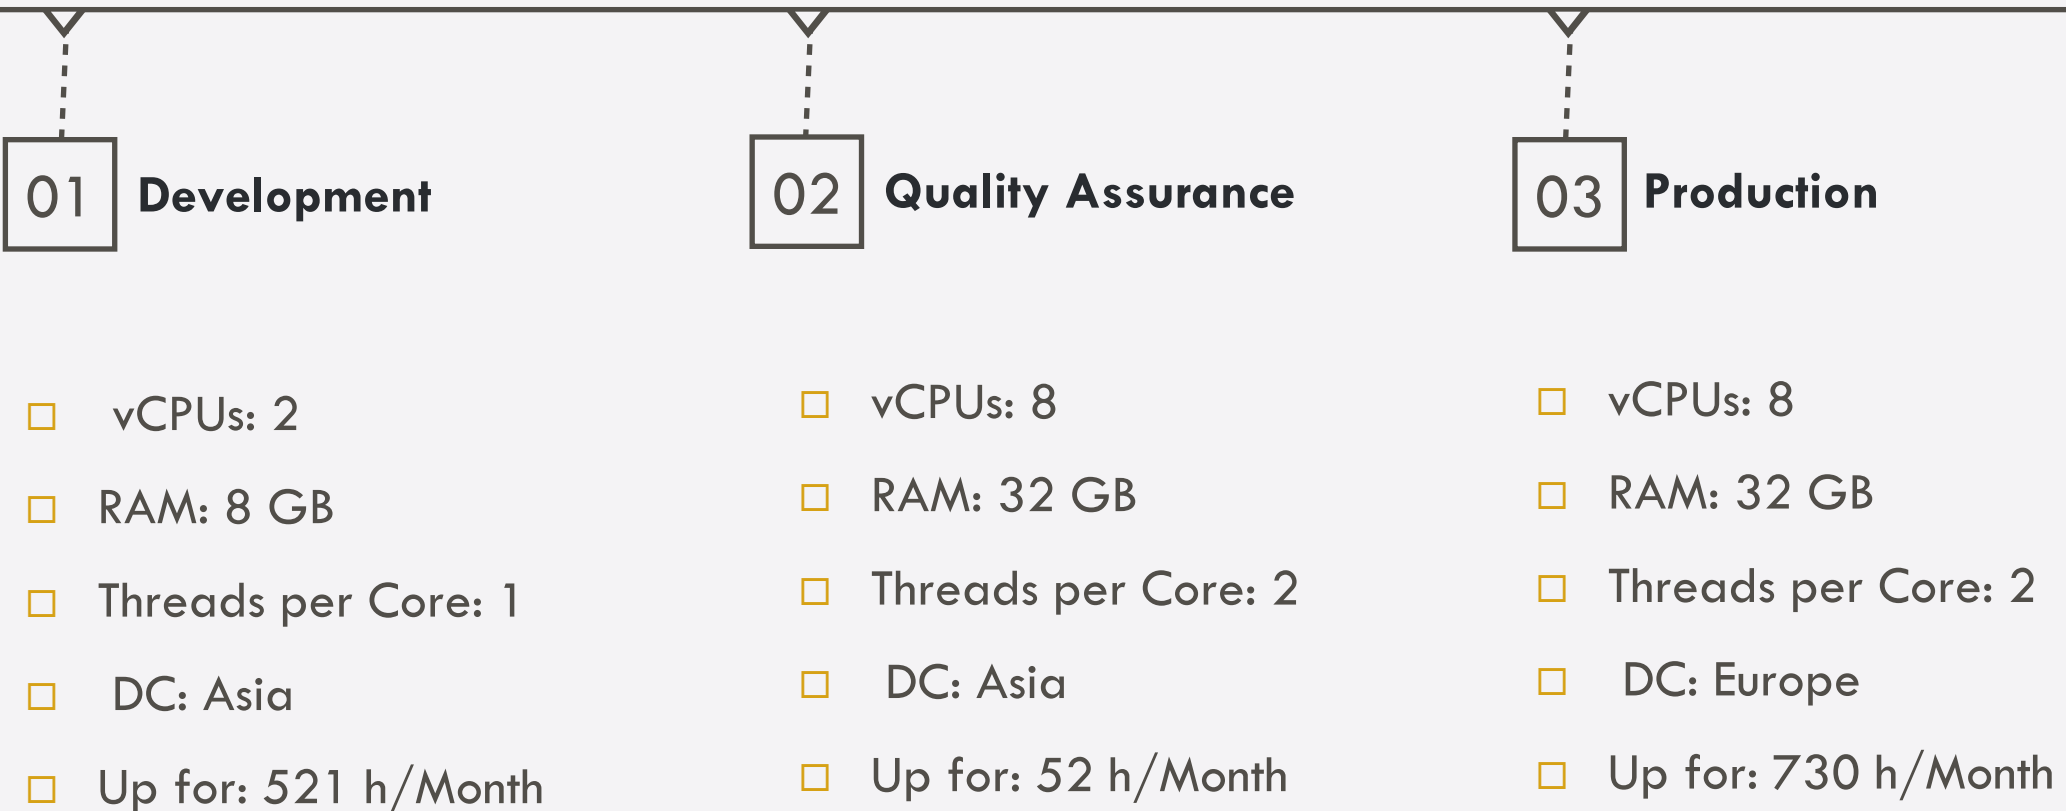 01 Development
vCPUs: 2
RAM: 8 GB
Threads per Core: 1
DC: Asia
Up for: 521 h/Month
02 Quality Assurance
vCPUs: 8
RAM: 32 GB
Threads per Core: 2
DC: Asia
Up for: 52 h/Month
03 Production
vCPUs: 8
RAM: 32 GB
Threads per Core: 2
DC: Europe
Up for: 730 h/Month